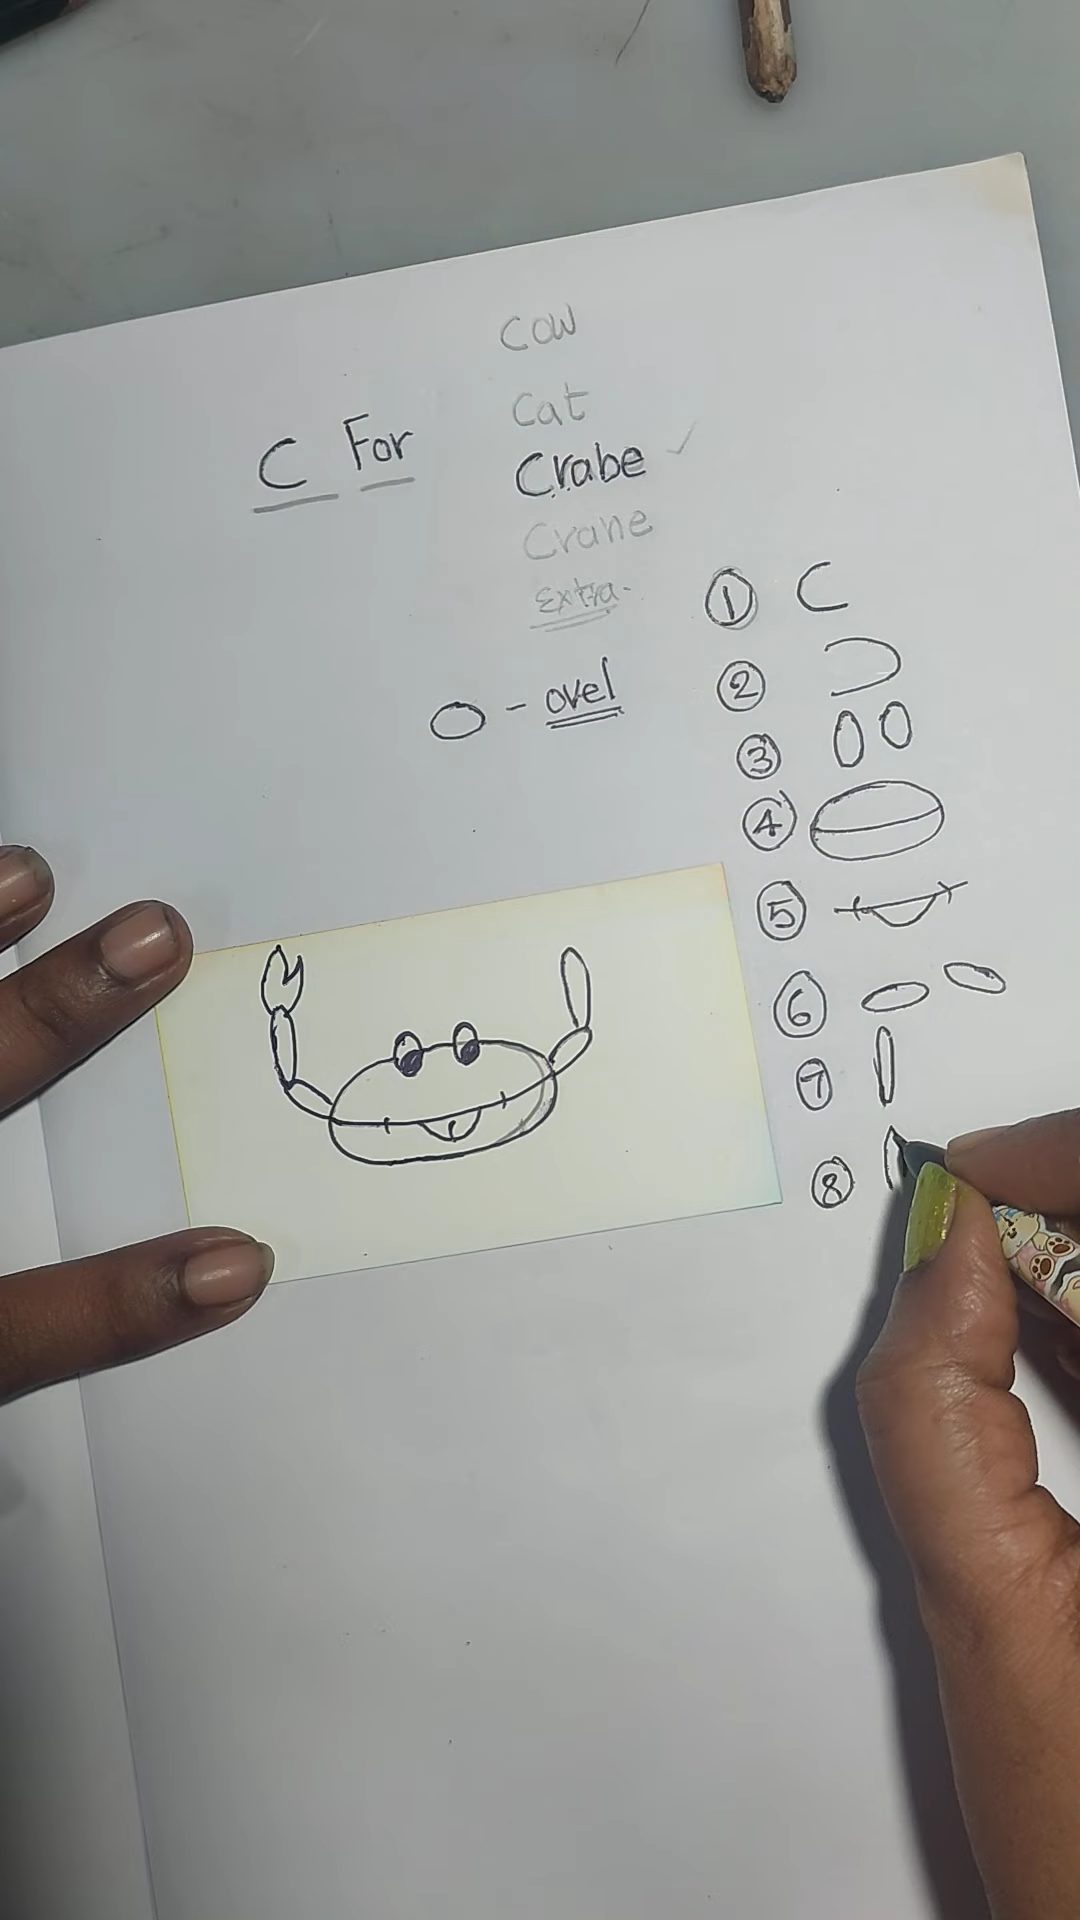 Cow
Cat
C For Crabe ✓
Crane
Extra.
O - ovel
① C
②
③
④
⑤
⑥
⑦
⑧